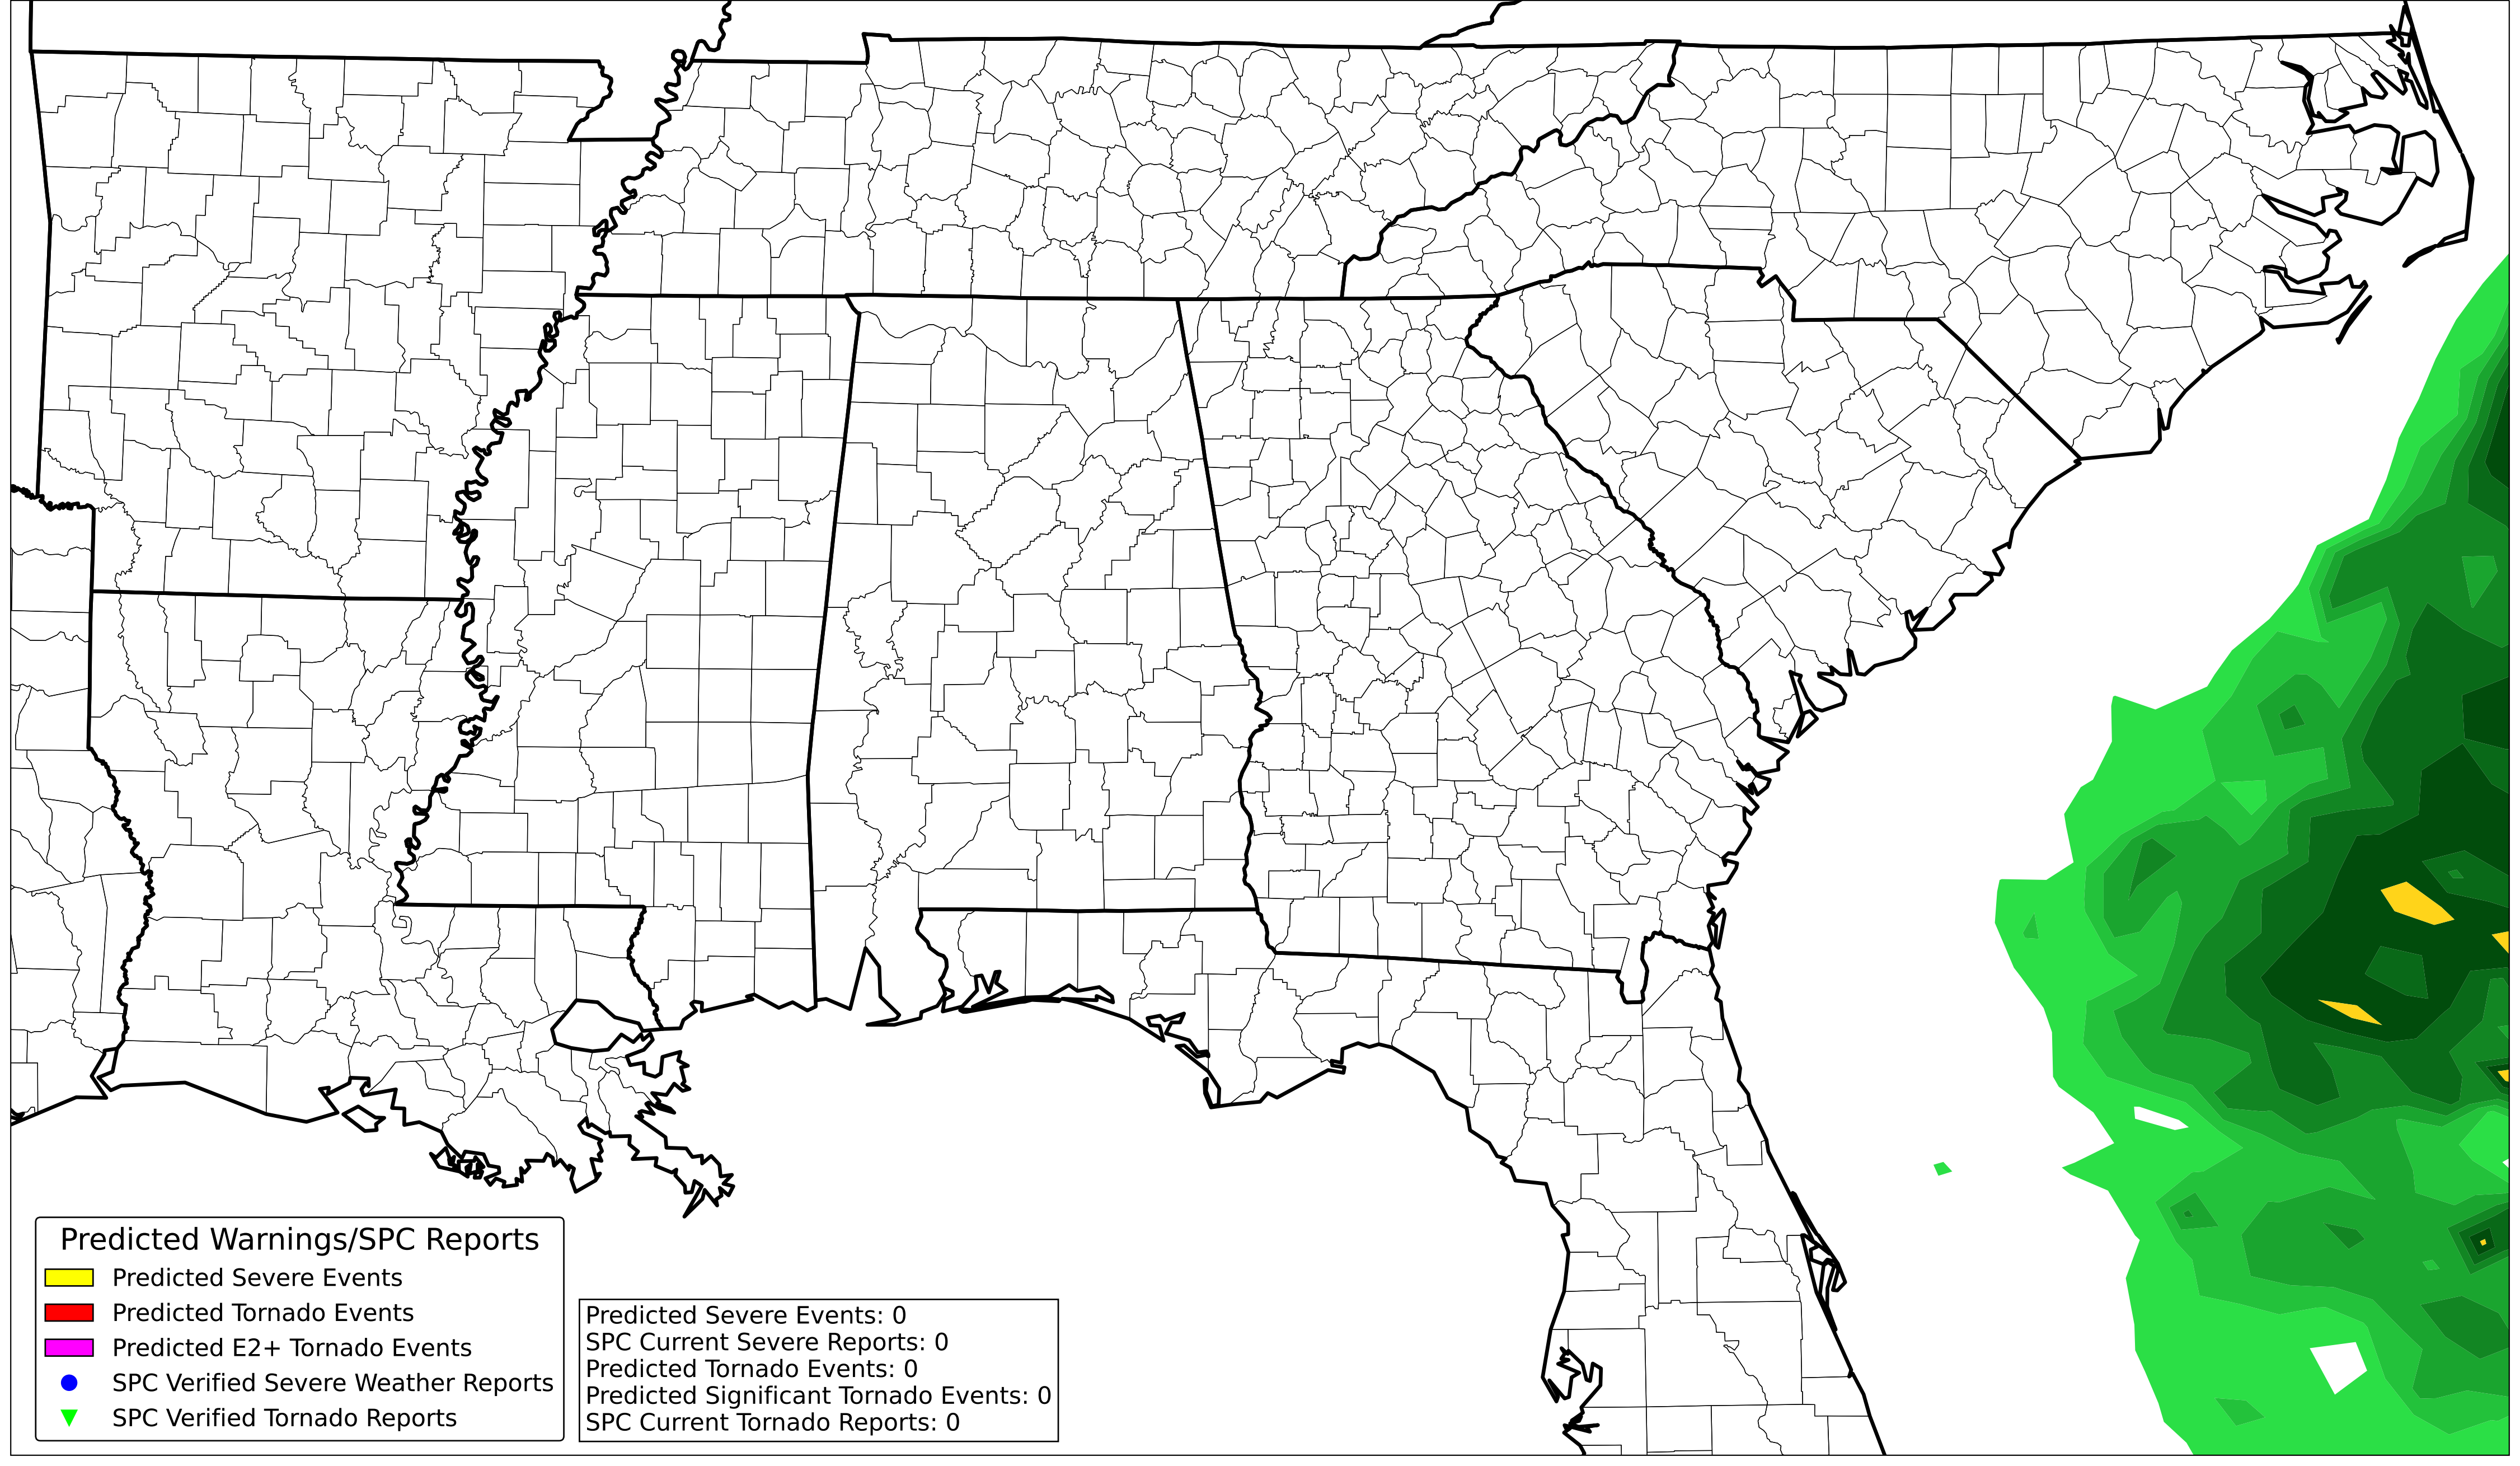 Predicted Warnings/SPC Reports
Predicted Severe Events
Predicted Tornado Events
Predicted E2+ Tornado Events
SPC Verified Severe Weather Reports
SPC Verified Tornado Reports
Predicted Severe Events: 0
SPC Current Severe Reports: 0
Predicted Tornado Events: 0
Predicted Significant Tornado Events: 0
SPC Current Tornado Reports: 0